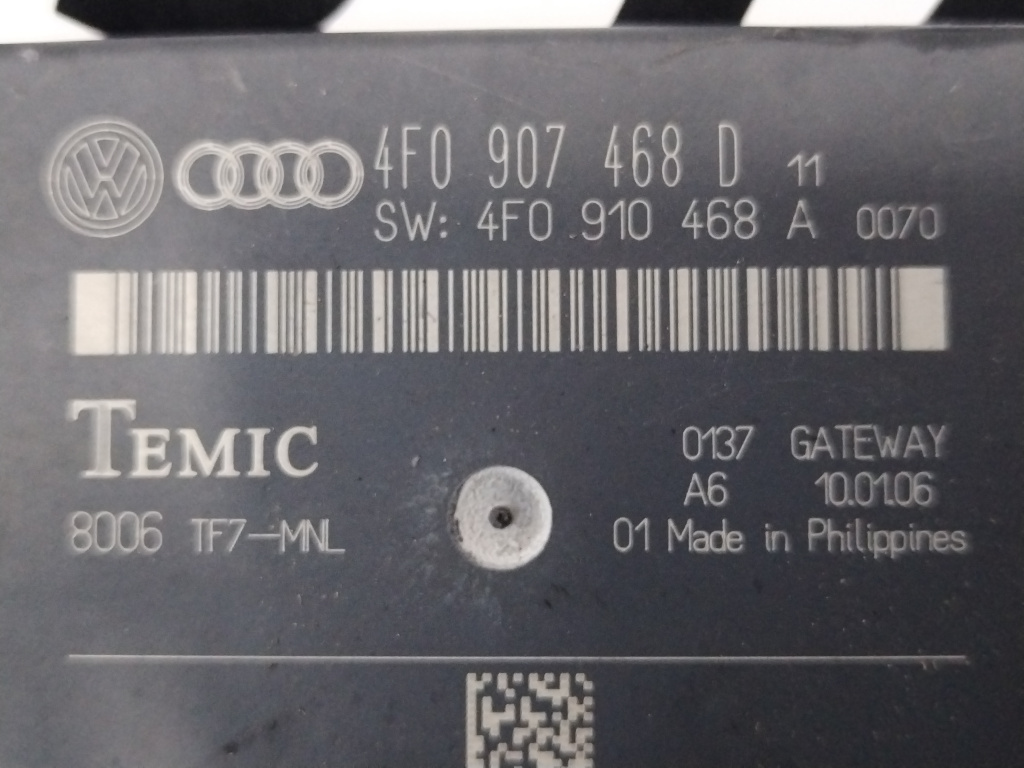 4F0 907 468 D 11
SW: 4F0 910 468 A 0070
TEMIC
0137 GATEWAY
A6 10.01.06
8006 TF7-MNL
01 Made in Philippines